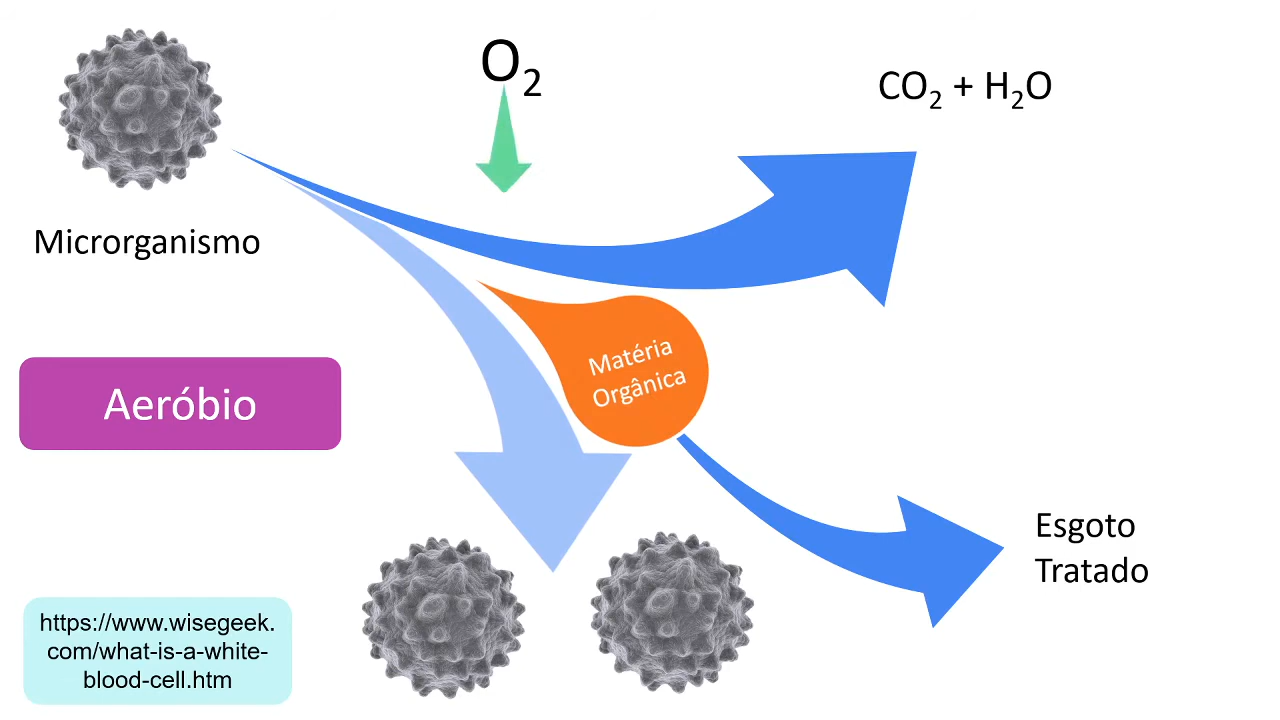 O₂
CO₂ + H₂O
Microrganismo
Matéria
Orgânica
Aeróbio
Esgoto
Tratado
https://www.wisegeek.
com/what-is-a-white-
blood-cell.htm